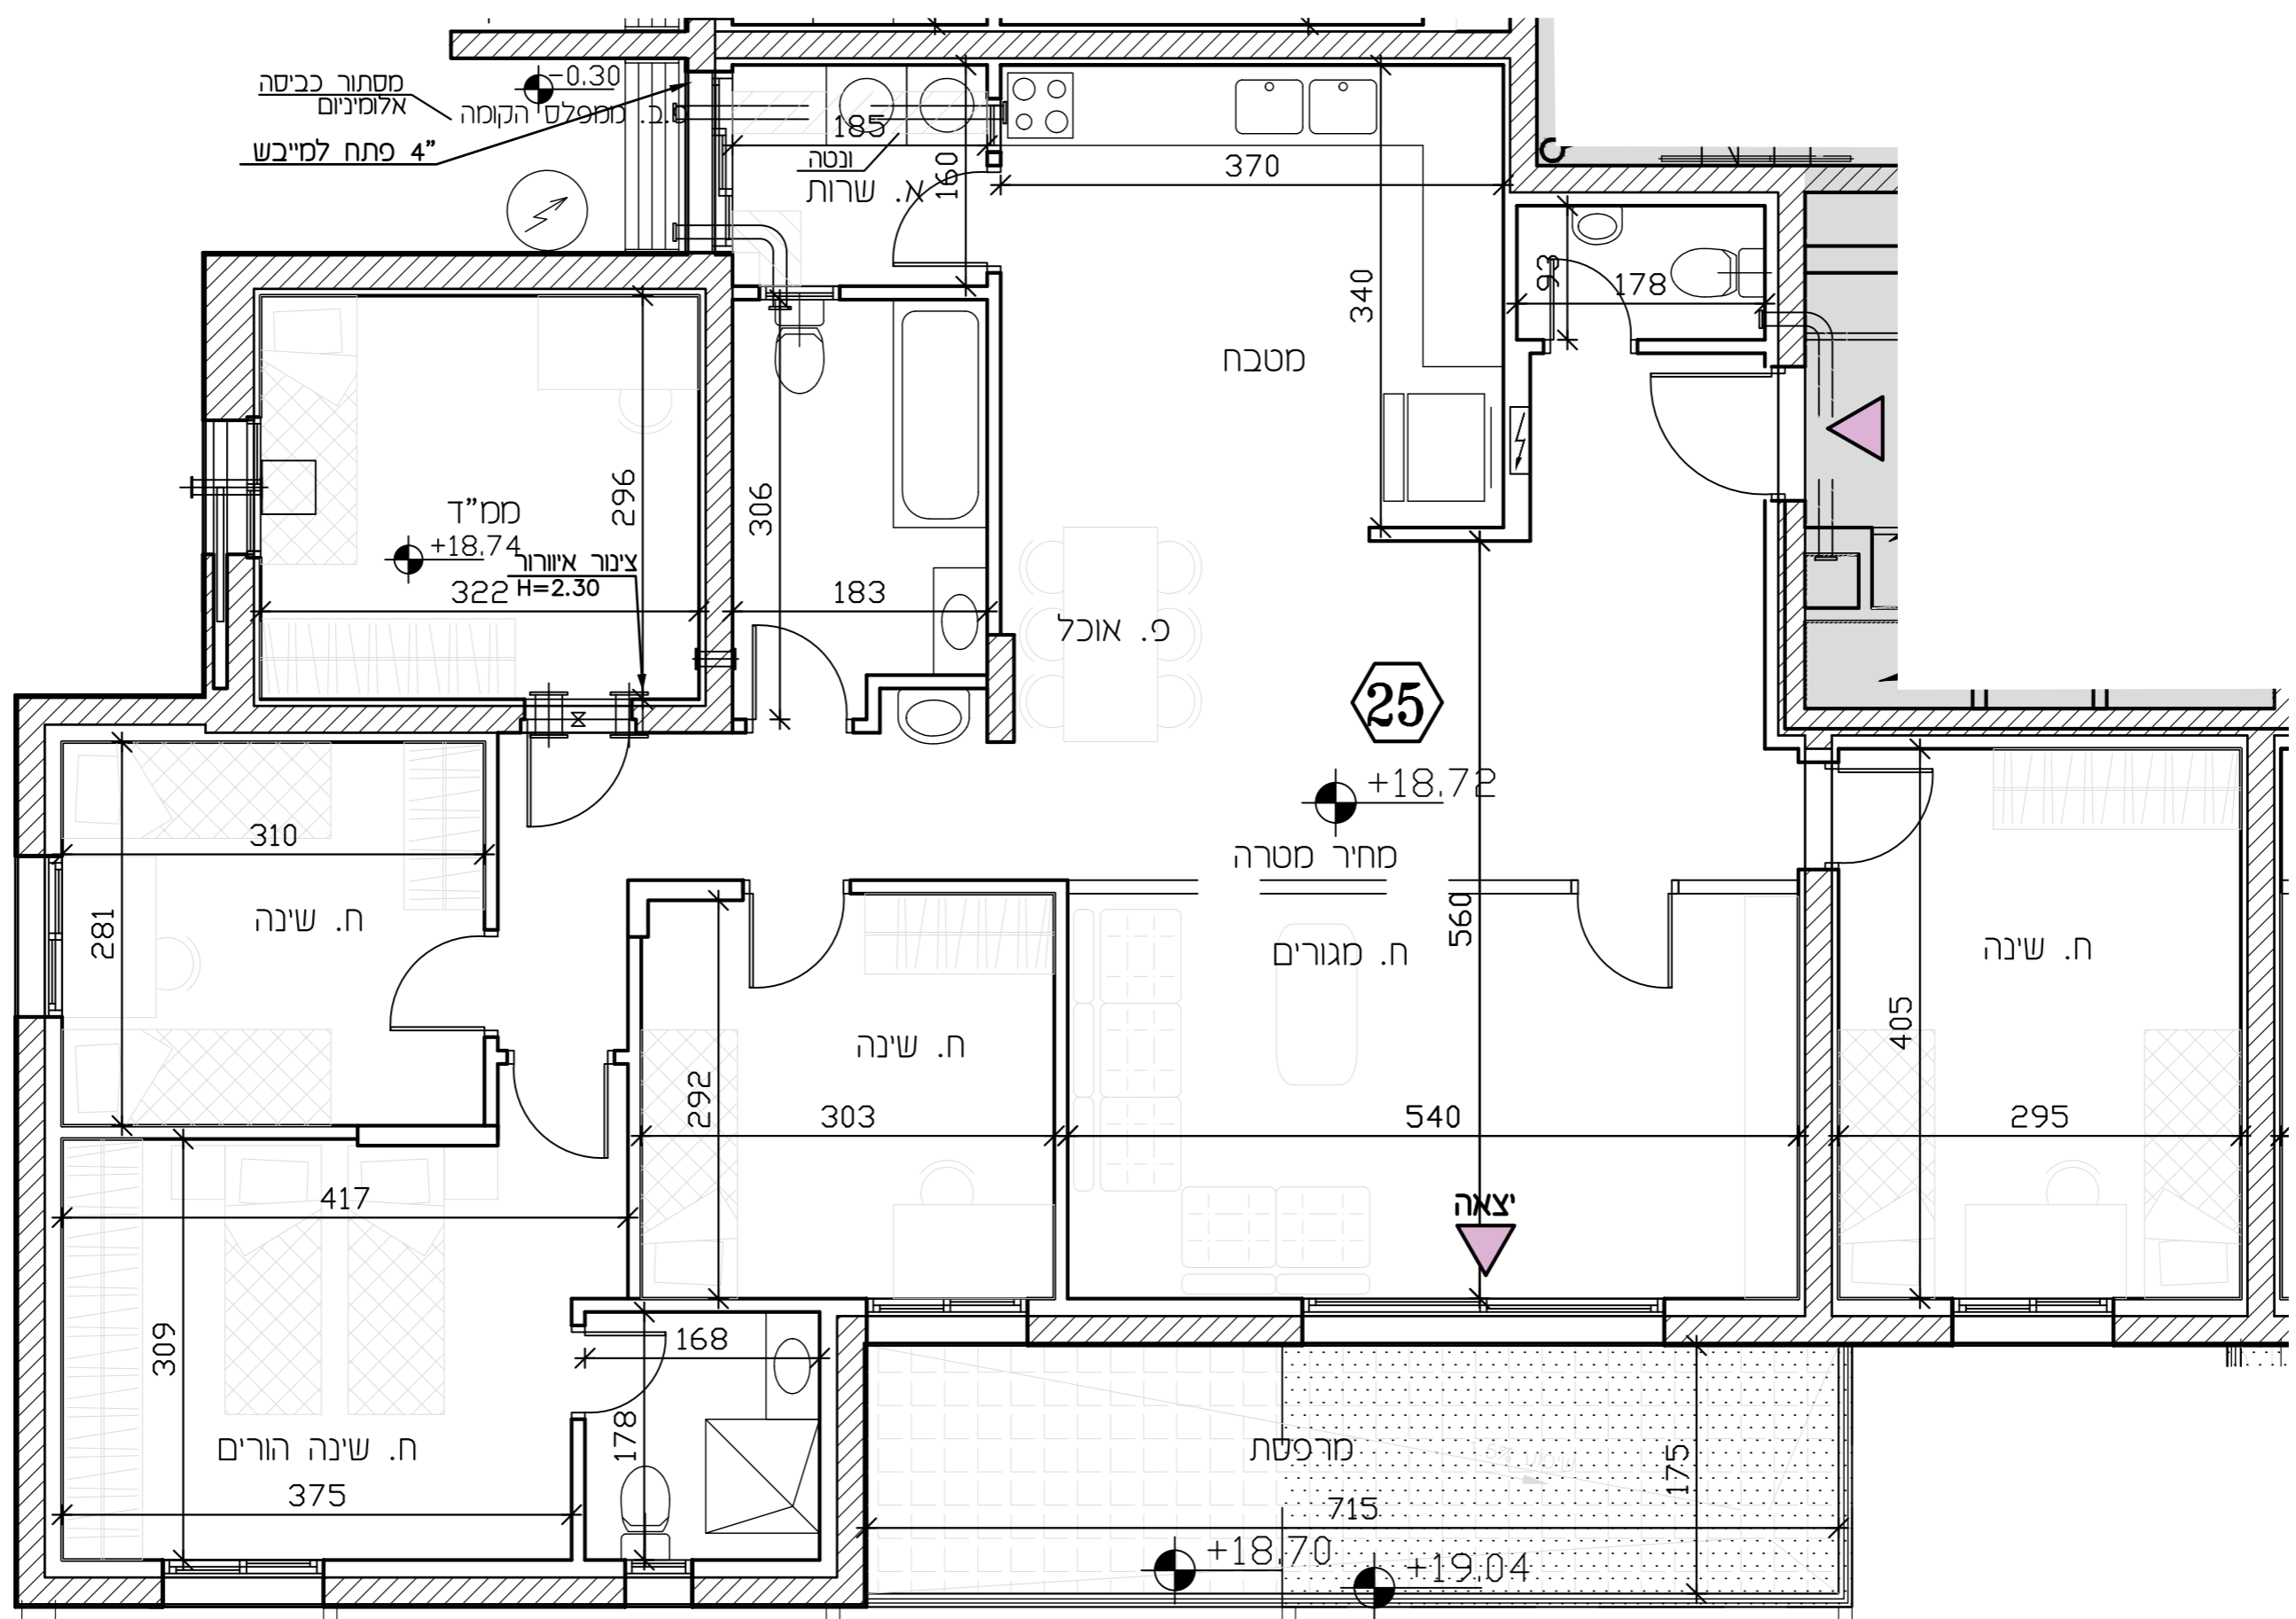 מסתור כביסה
אלומיניום
-0.30
מ.ב. ממפלס הקומה
4" פתח למייבש
185
ונטה
א. שרות
160
370
340
93
178
מטבח
296
306
ממ"ד
+18.74
צינור איוורור
H=2.30
322
183
פ. אוכל
25
+18.72
310
מחיר מטרה
281
ח. שינה
560
ח. מגורים
ח. שינה
405
ח. שינה
292
303
540
295
417
יצאה
309
168
178
ח. שינה הורים
מרפסת
175
375
715
+18.70
+19.04